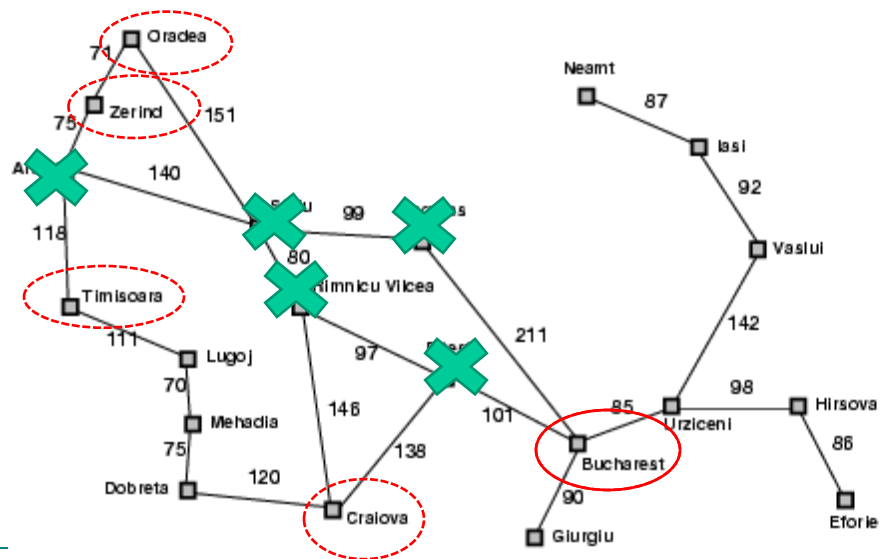 Oradea
71
Neamt
87
Zerind
151
75
Iasi
140
92
99
118
Vaslui
80
Rimnicu Vilcea
Timisoara
142
111
211
97
Lugoj
70
98
85
Hirsova
146
101
Urziceni
Mehadia
75
138
86
Bucharest
120
Dobreta
90
Craiova
Eforie
Giurgiu